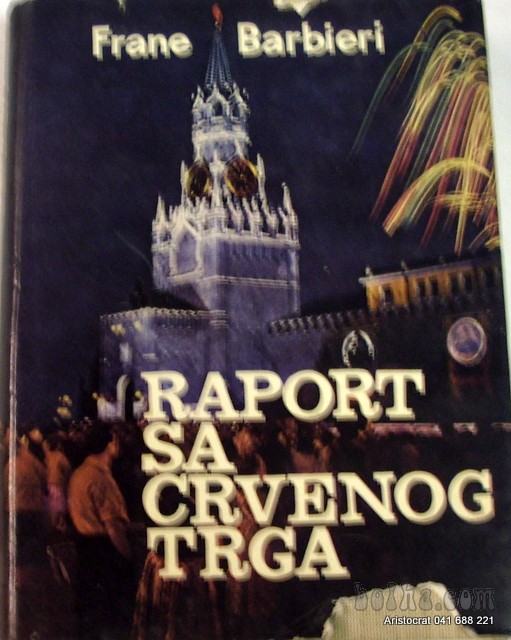 Frane Barbieri
RAPORT
SA
CRVENOG
TRGA
bolha.com
Aristocrat 041 688 221